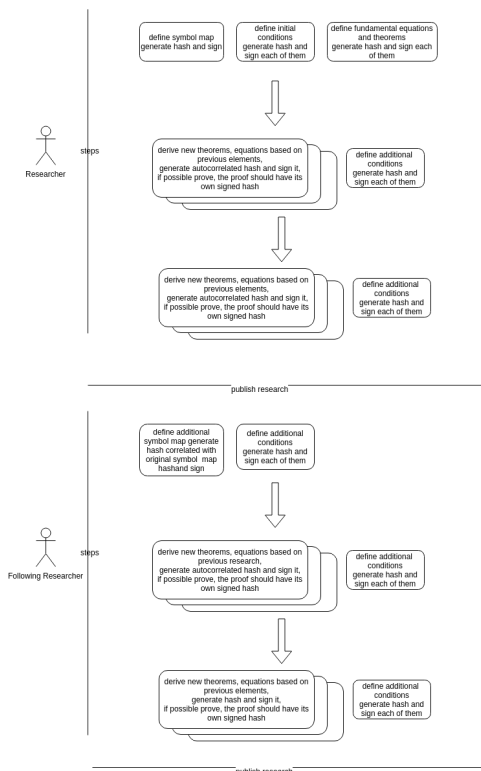 define symbol map
generate hash and sign
define initial
conditions
generate hash and
sign each of them
define fundamental equations
and theorems
generate hash and sign each
of them
Researcher
steps
derive new theorems, equations based on
previous elements,
generate autocorrelated hash and sign it,
if possible prove, the proof should have its
own signed hash
define additional
conditions
generate hash and
sign each of them
derive new theorems, equations based on
previous elements,
generate autocorrelated hash and sign it,
if possible prove, the proof should have its
own signed hash
define additional
conditions
generate hash and
sign each of them
publish research
define additional
symbol map generate
hash correlated with
original symbol map
hashand sign
define additional
conditions
generate hash and
sign each of them
Following Researcher
steps
derive new theorems, equations based on
previous research,
generate autocorrelated hash and sign it,
if possible prove, the proof should have its
own signed hash
define additional
conditions
generate hash and
sign each of them
derive new theorems, equations based on
previous elements,
generate hash and sign it,
if possible prove, the proof should have its
own signed hash
define additional
conditions
generate hash and
sign each of them
publish research